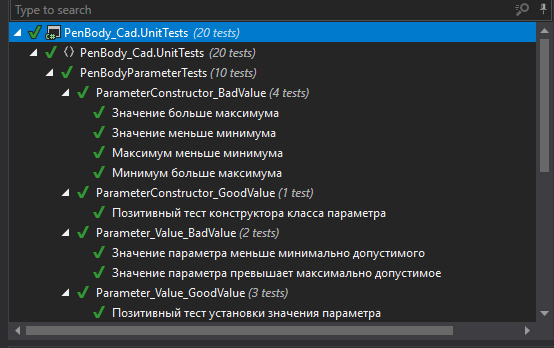 Type to search
PenBody_Cad.UnitTests (20 tests)
PenBody_Cad.UnitTests (20 tests)
PenBodyParameterTests (10 tests)
ParameterConstructor_BadValue (4 tests)
Значение больше максимума
Значение меньше минимума
Максимум меньше минимума
Минимум больше максимума
ParameterConstructor_GoodValue (1 test)
Позитивный тест конструктора класса параметра
Parameter_Value_BadValue (2 tests)
Значение параметра меньше минимально допустимого
Значение параметра превышает максимально допустимое
Parameter_Value_GoodValue (3 tests)
Позитивный тест установки значения параметра